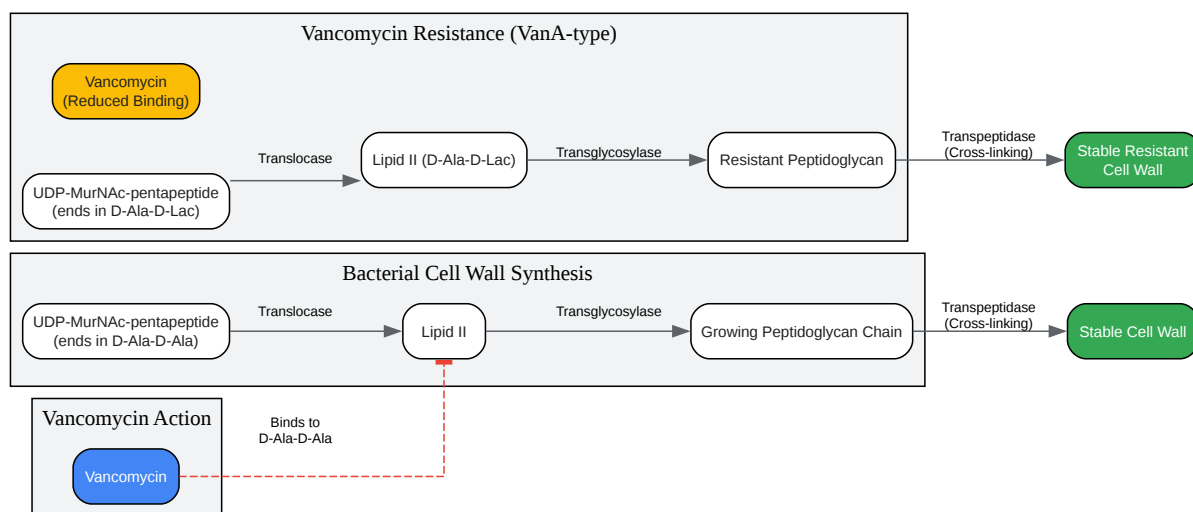 Vancomycin Resistance (VanA-type)
Vancomycin
(Reduced Binding)
UDP-MurNAc-pentapeptide
(ends in D-Ala-D-Lac)
Translocase
Lipid II (D-Ala-D-Lac)
Transglycosylase
Resistant Peptidoglycan
Transpeptidase
(Cross-linking)
Stable Resistant
Cell Wall
Bacterial Cell Wall Synthesis
UDP-MurNAc-pentapeptide
(ends in D-Ala-D-Ala)
Translocase
Lipid II
Transglycosylase
Growing Peptidoglycan Chain
Transpeptidase
(Cross-linking)
Stable Cell Wall
Vancomycin Action
Vancomycin
Binds to
D-Ala-D-Ala